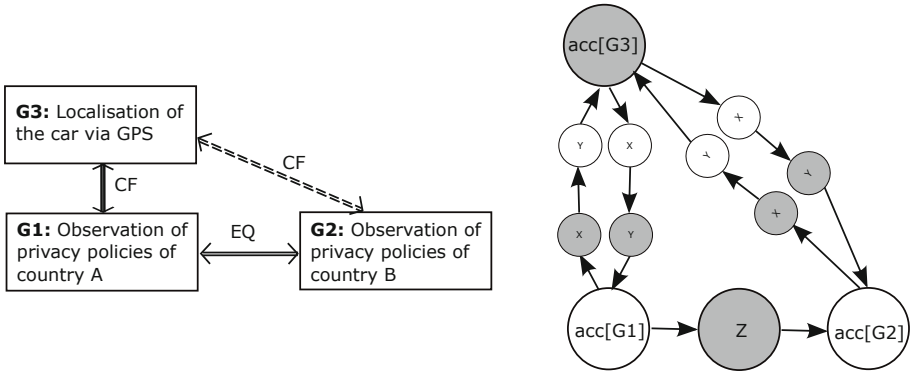 G3: Localisation of
the car via GPS
CF
CF
G1: Observation of
privacy policies of
country A
EQ
G2: Observation of
privacy policies of
country B
acc[G3]
Y
X
X
Y
X
Y
Y
X
acc[G1]
Z
acc[G2]